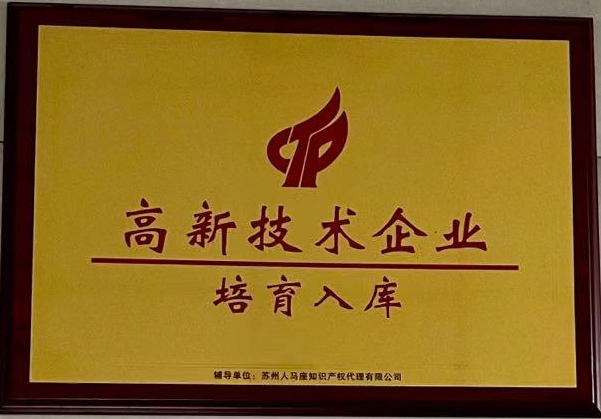 高新技术企业
培育入库
辅导单位：苏州人马座知识产权代理有限公司